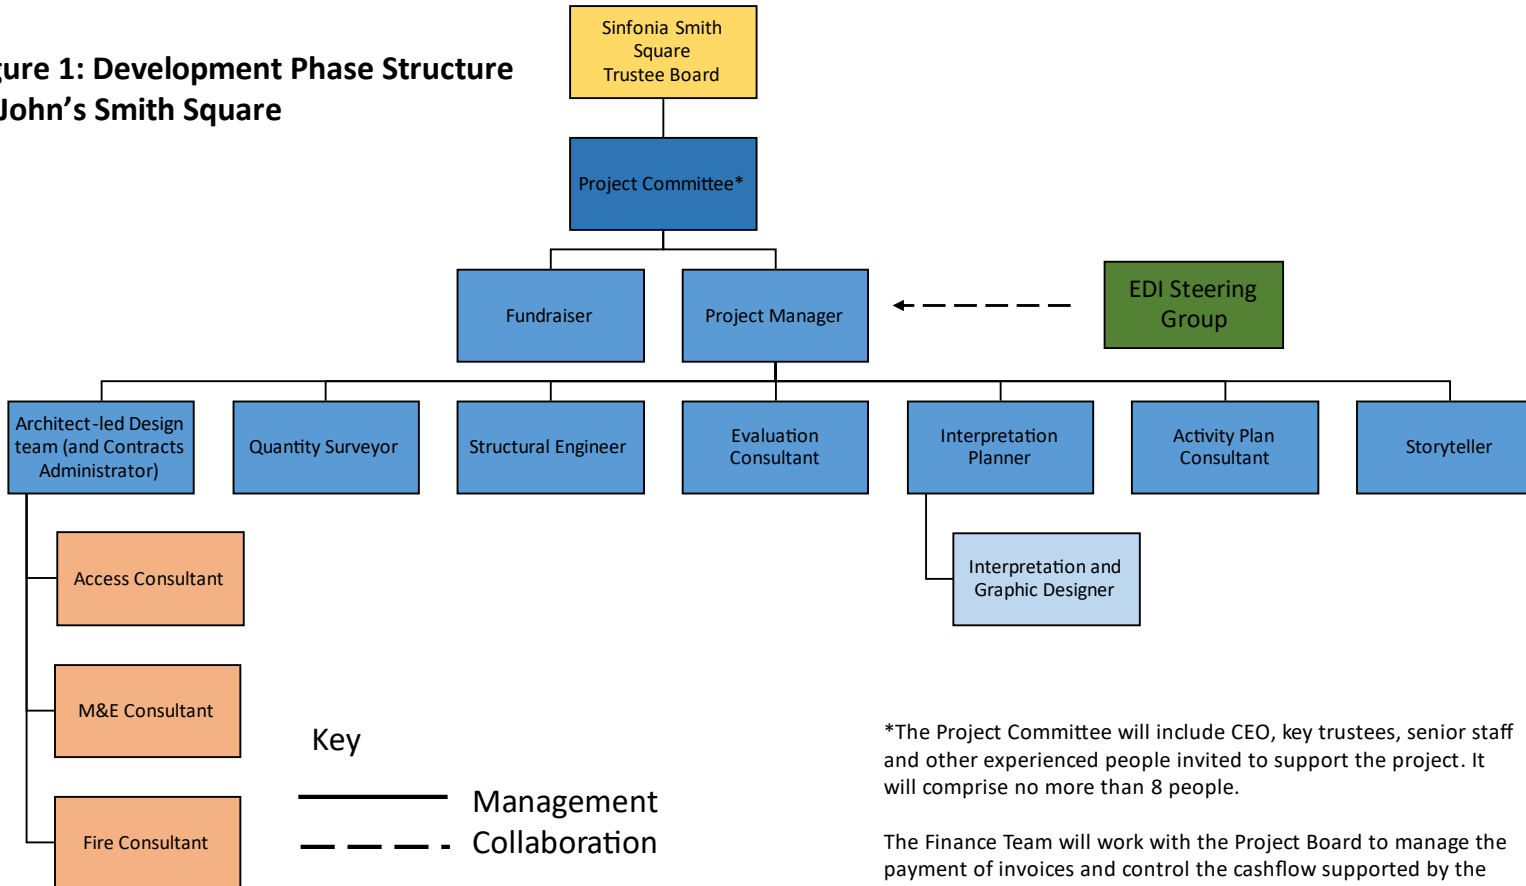 Sinfonia Smith
Square
Trustee Board
gure 1: Development Phase Structure
John’s Smith Square
Project Committee*
Fundraiser
Project Manager
EDI Steering
Group
Architect-led Design
team (and Contracts
Administrator)
Quantity Surveyor
Structural Engineer
Evaluation
Consultant
Interpretation
Planner
Activity Plan
Consultant
Storyteller
Access Consultant
Interpretation and
Graphic Designer
M&E Consultant
Fire Consultant
Key
Management
Collaboration
*The Project Committee will include CEO, key trustees, senior staff
and other experienced people invited to support the project. It
will comprise no more than 8 people.
The Finance Team will work with the Project Board to manage the
payment of invoices and control the cashflow supported by the